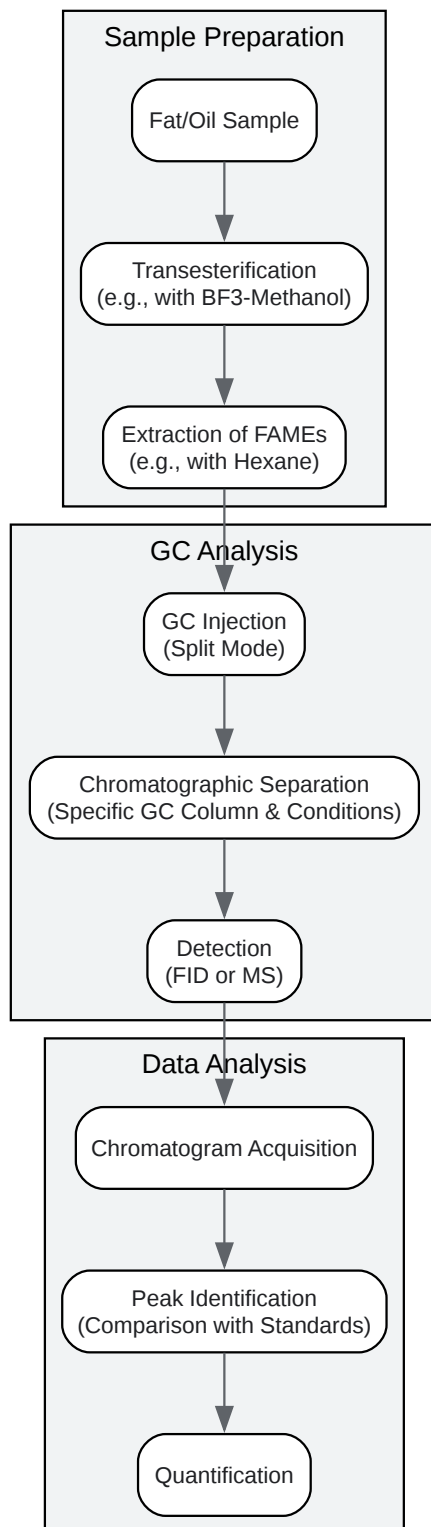 Sample Preparation
Fat/Oil Sample
Transesterification
(e.g., with BF3-Methanol)
Extraction of FAMEs
(e.g., with Hexane)
GC Analysis
GC Injection
(Split Mode)
Chromatographic Separation
(Specific GC Column & Conditions)
Detection
(FID or MS)
Data Analysis
Chromatogram Acquisition
Peak Identification
(Comparison with Standards)
Quantification